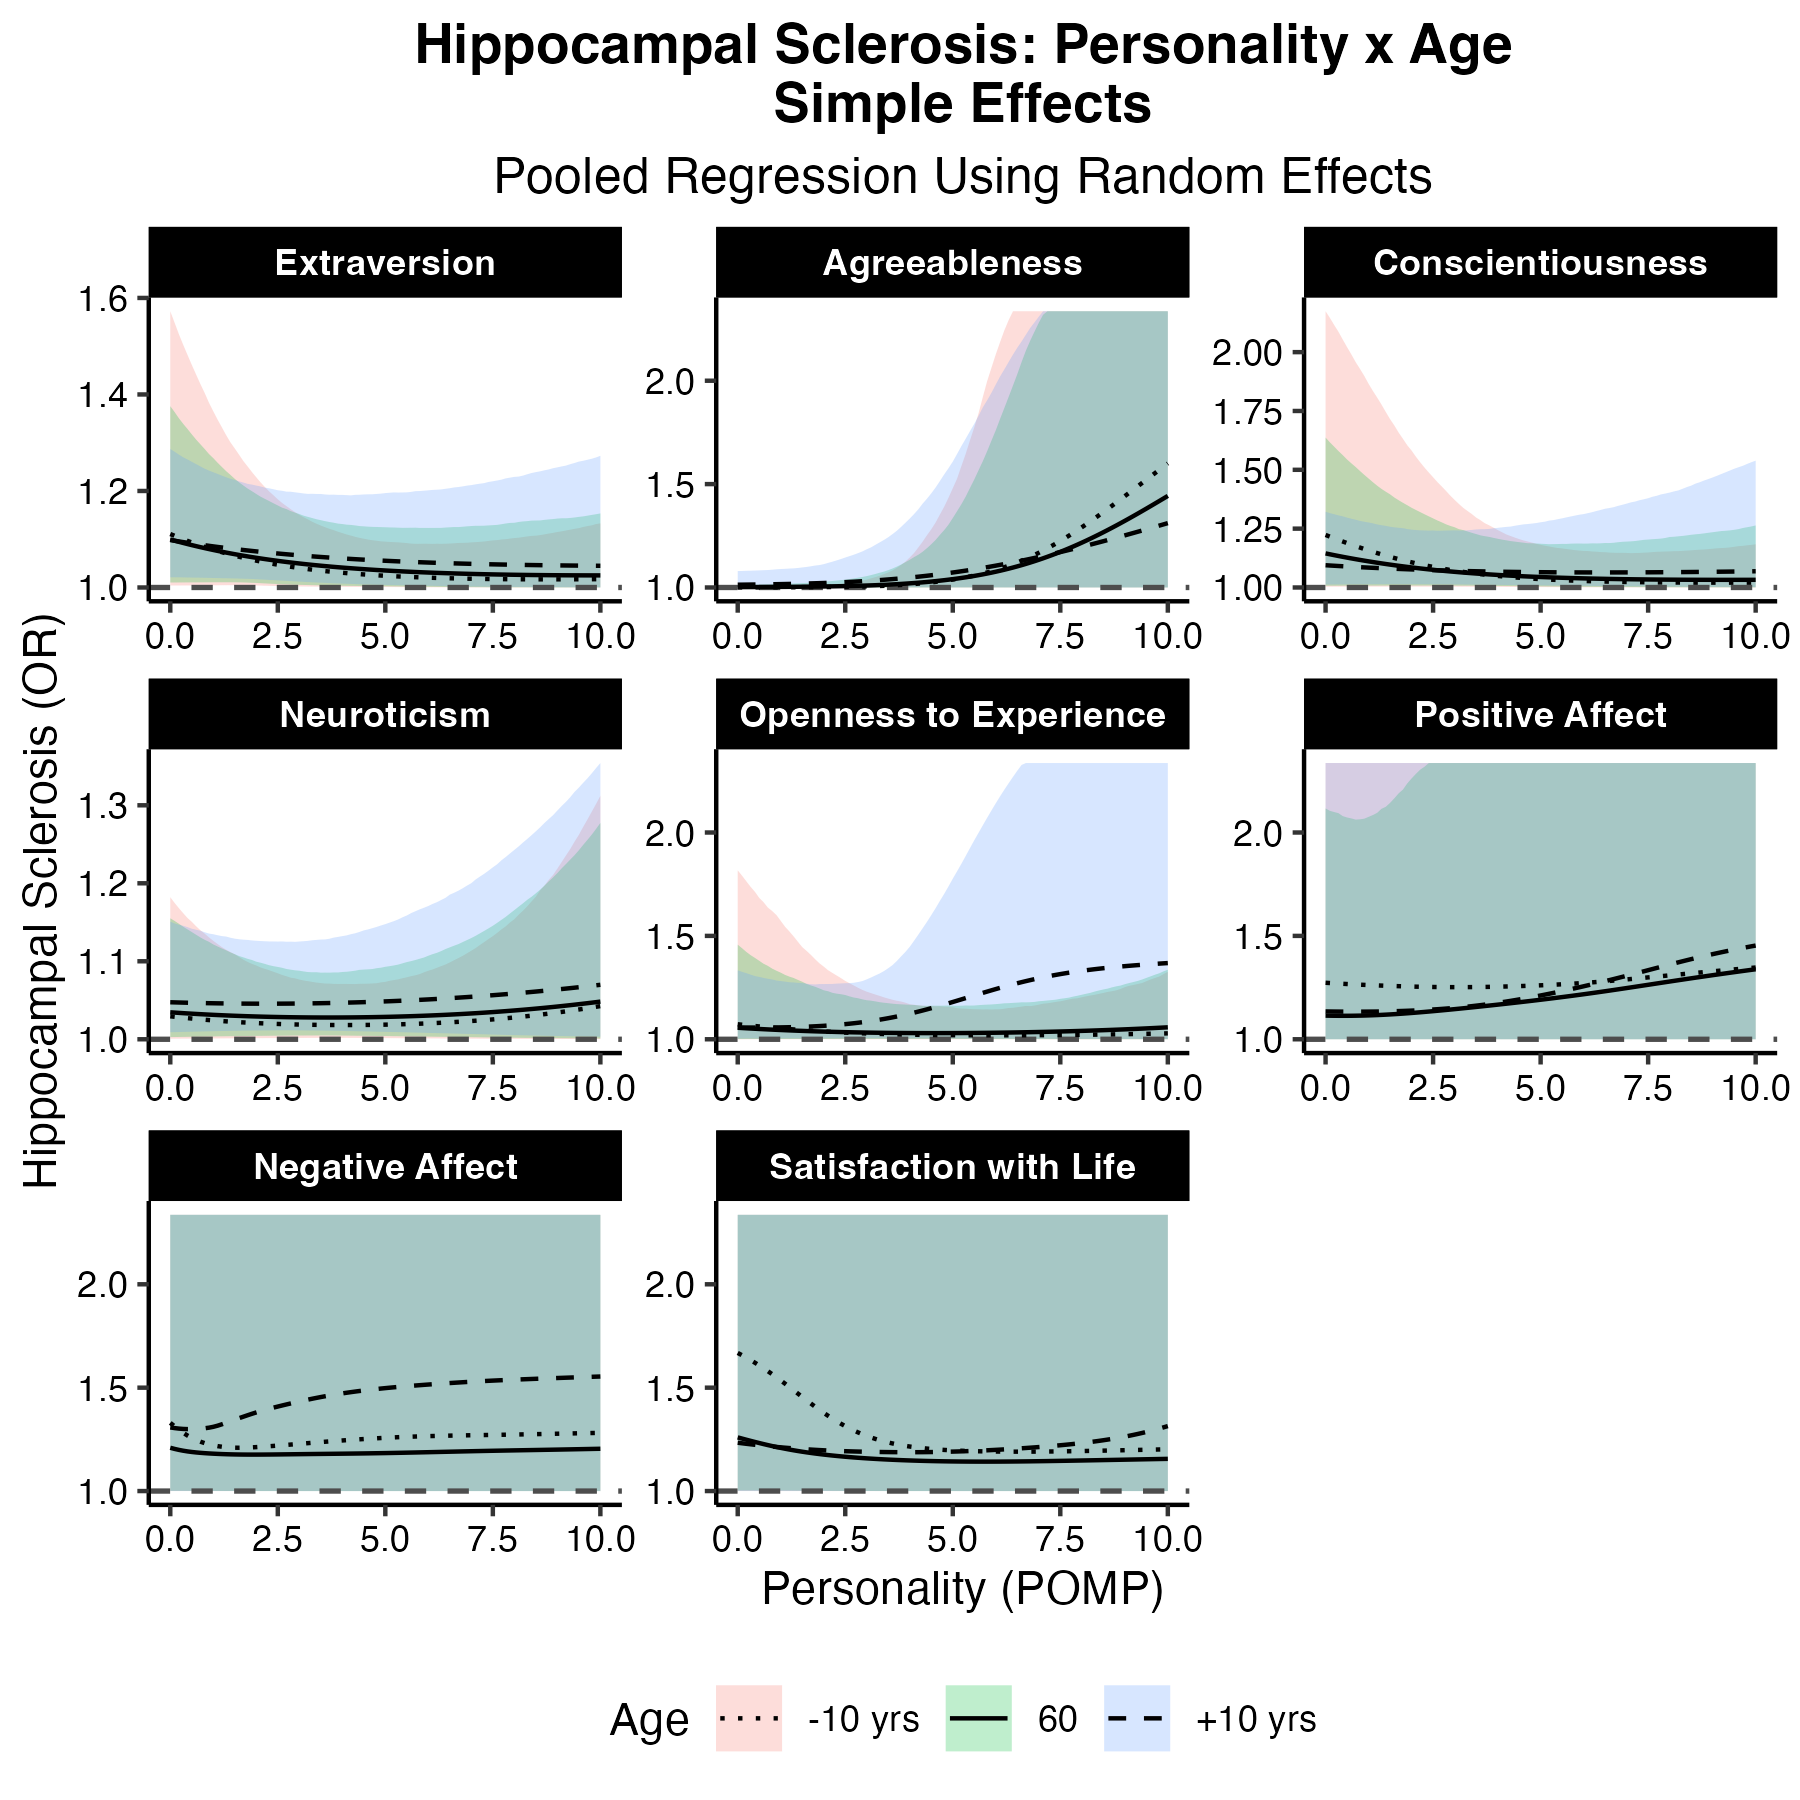 Hippocampal Sclerosis: Personality x Age
Simple Effects
Pooled Regression Using Random Effects
Extraversion
Agreeableness
Conscientiousness
1.6
1.4
1.2
1.0
0.0 2.5 5.0 7.5 10.0
2.0
1.5
1.0
0.0 2.5 5.0 7.5 10.0
2.00
1.75
1.50
1.25
1.00
0.0 2.5 5.0 7.5 10.0
Neuroticism
Openness to Experience
Positive Affect
1.3
1.2
1.1
1.0
0.0 2.5 5.0 7.5 10.0
2.0
1.5
1.0
0.0 2.5 5.0 7.5 10.0
2.0
1.5
1.0
0.0 2.5 5.0 7.5 10.0
Negative Affect
Satisfaction with Life
2.0
1.5
1.0
0.0 2.5 5.0 7.5 10.0
2.0
1.5
1.0
0.0 2.5 5.0 7.5 10.0
Hippocampal Sclerosis (OR)
Personality (POMP)
Age -10 yrs 60 +10 yrs